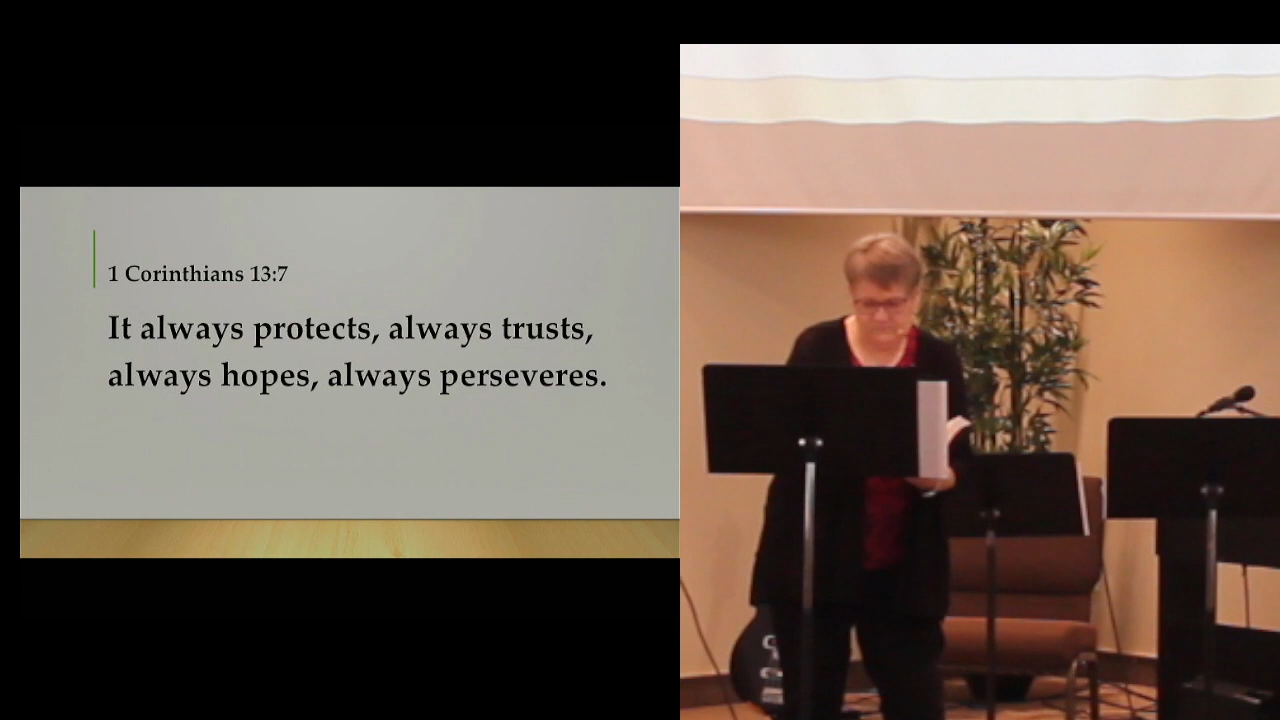 1 Corinthians 13:7
It always protects, always trusts,
always hopes, always perseveres.